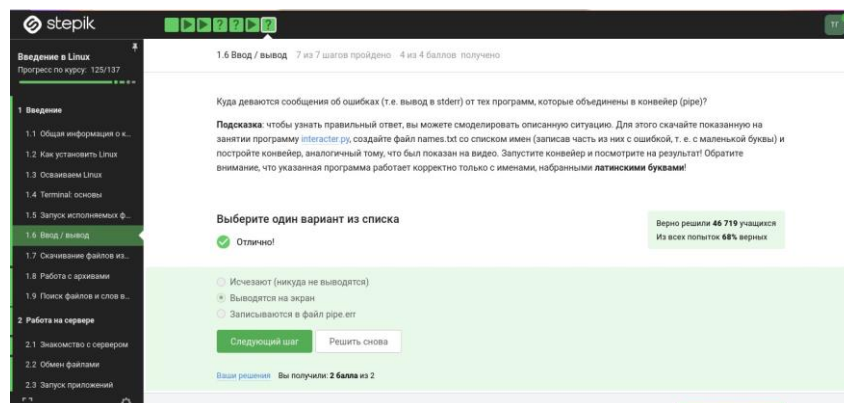 stepik
ТГ
Введение в Linux
Прогресс по курсу: 125/137
1 Введение
1.1 Общая информация о к...
1.2 Как установить Linux
1.3 Осваиваем Linux
1.4 Terminal: основы
1.5 Запуск исполняемых ф...
1.6 Ввод / вывод
1.7 Скачивание файлов из...
1.8 Работа с архивами
1.9 Поиск файлов и слов в...
2 Работа на сервере
2.1 Знакомство с сервером
2.2 Обмен файлами
2.3 Запуск приложений
1.6 Ввод / вывод 7 из 7 шагов пройдено 4 из 4 баллов получено
Куда деваются сообщения об ошибках (т.е. вывод в stderr) от тех программ, которые объединены в конвейер (pipe)?
Подсказка: чтобы узнать правильный ответ, вы можете смоделировать описанную ситуацию. Для этого скачайте показанную на
занятии программу interacter.py, создайте файл names.txt со списком имен (записав часть из них с ошибкой, т. е. с маленькой буквы) и
постройте конвейер, аналогичный тому, что был показан на видео. Запустите конвейер и посмотрите на результат! Обратите
внимание, что указанная программа работает корректно только с именами, набранными латинскими буквами!
Выберите один вариант из списка
Отлично!
Верно решили 46 719 учащихся
Из всех попыток 68% верных
Исчезают (никуда не выводятся)
Выводятся на экран
Записываются в файл pipe.err
Следующий шаг Решить снова
Ваши решения Вы получили: 2 балла из 2